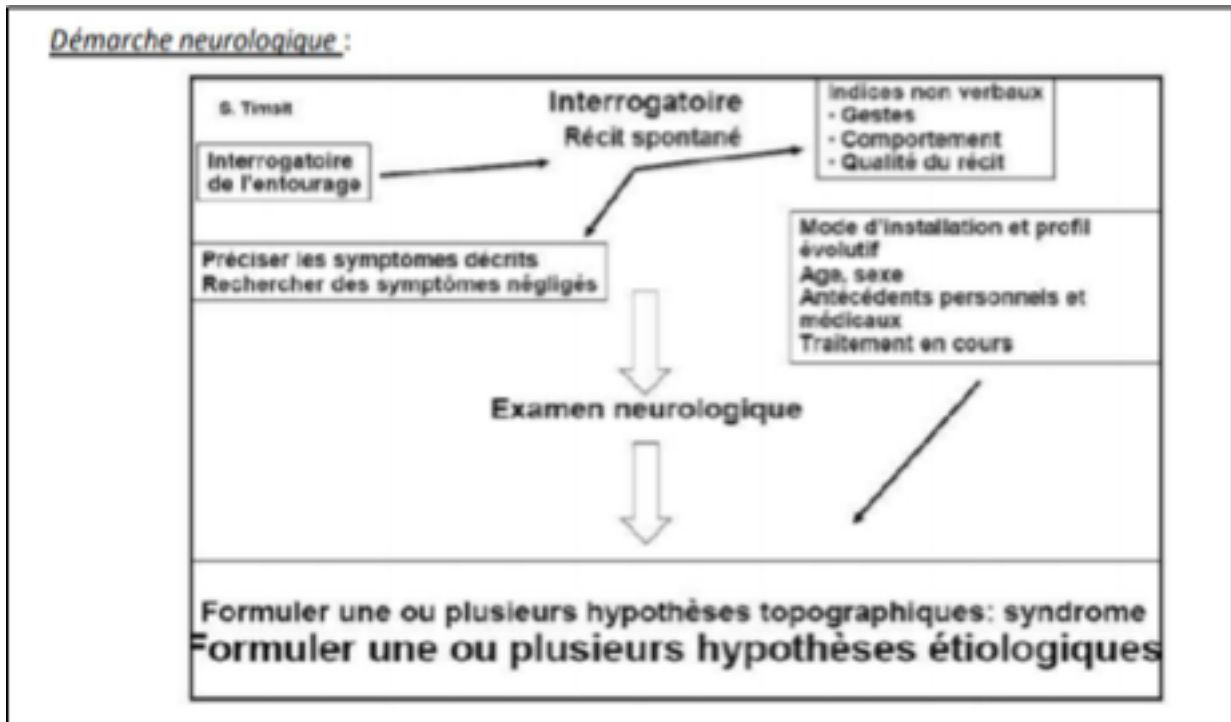 Démarche neurologique :
S. Timsit
Interrogatoire
Récit spontané
Indices non verbaux
- Gestes
- Comportement
- Qualité du récit
Interrogatoire
de l'entourage
Préciser les symptômes décrits
Rechercher des symptômes négligés
Mode d'installation et profil
évolutif
Age, sexe
Antécédents personnels et
médicaux
Traitement en cours
Examen neurologique
Formuler une ou plusieurs hypothèses topographiques: syndrome
Formuler une ou plusieurs hypothèses étiologiques